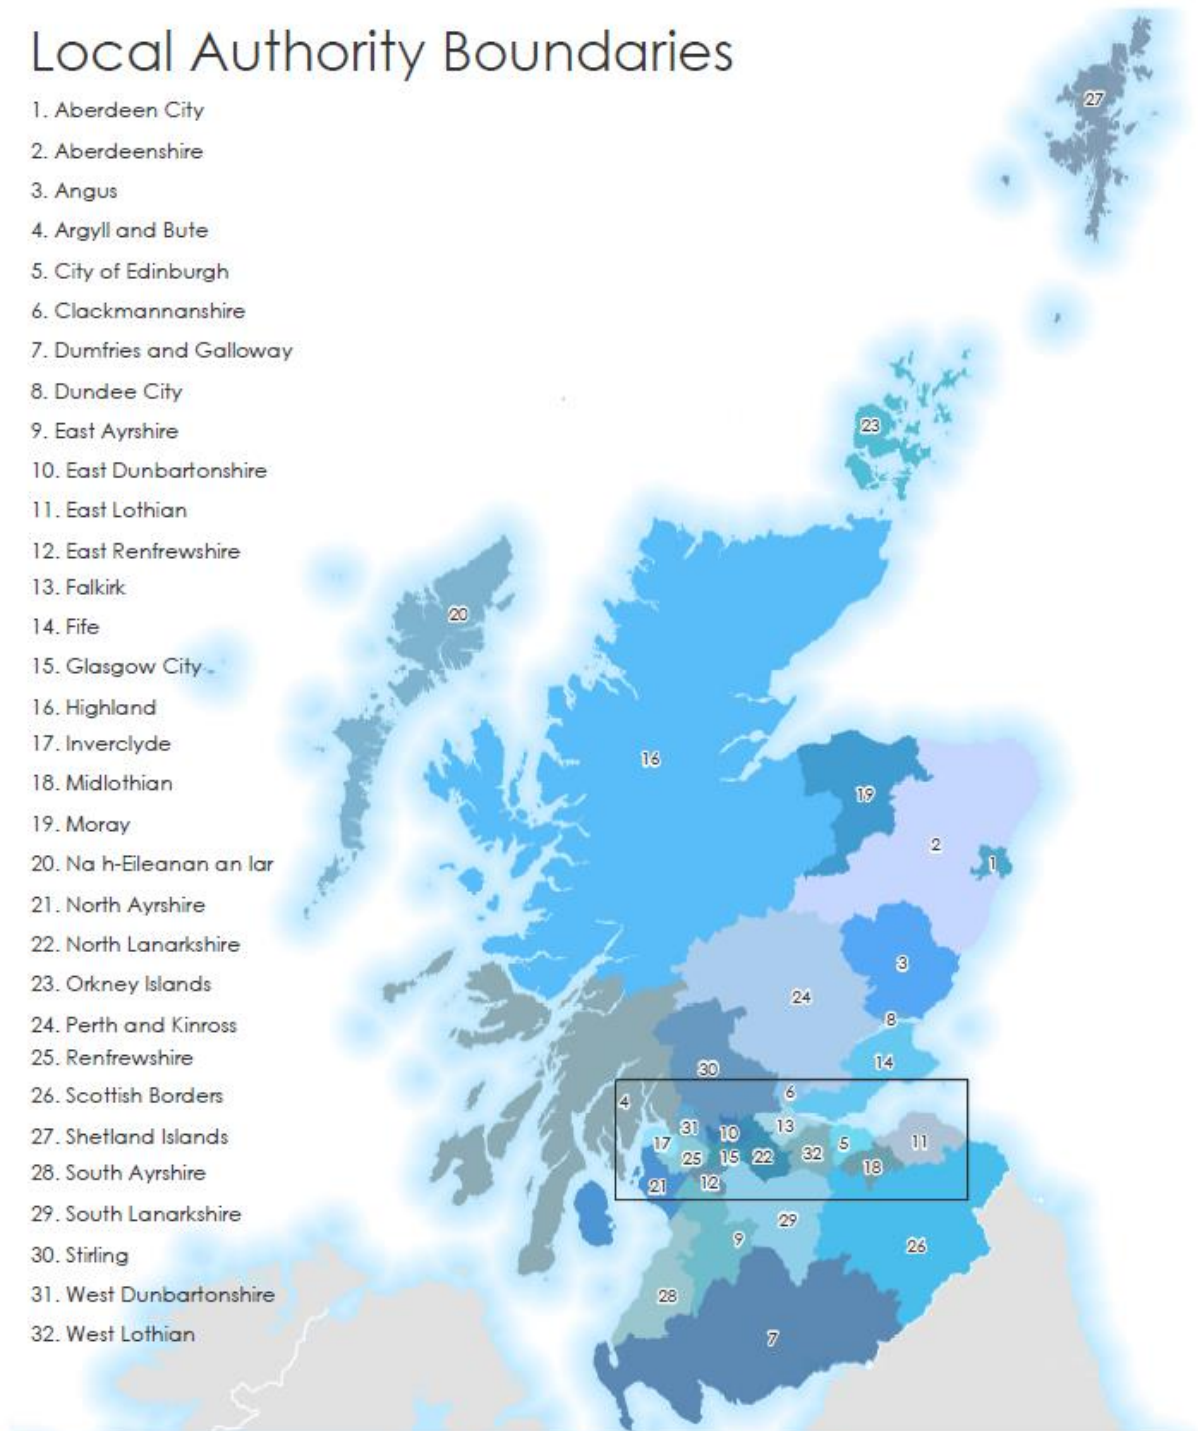 Local Authority Boundaries
1. Aberdeen City
2. Aberdeenshire
3. Angus
4. Argyll and Bute
5. City of Edinburgh
6. Clackmannanshire
7. Dumfries and Galloway
8. Dundee City
9. East Ayrshire
10. East Dunbartonshire
11. East Lothian
12. East Renfrewshire
13. Falkirk
14. Fife
15. Glasgow City
16. Highland
17. Inverclyde
18. Midlothian
19. Moray
20. Na h-Eileanan an Iar
21. North Ayrshire
22. North Lanarkshire
23. Orkney Islands
24. Perth and Kinross
25. Renfrewshire
26. Scottish Borders
27. Shetland Islands
28. South Ayrshire
29. South Lanarkshire
30. Stirling
31. West Dunbartonshire
32. West Lothian
27
23
20
16
19
2
1
3
24
8
14
30
6
4
31
10
13
17
25
15
22
32
5
18
11
21
12
29
9
26
28
7